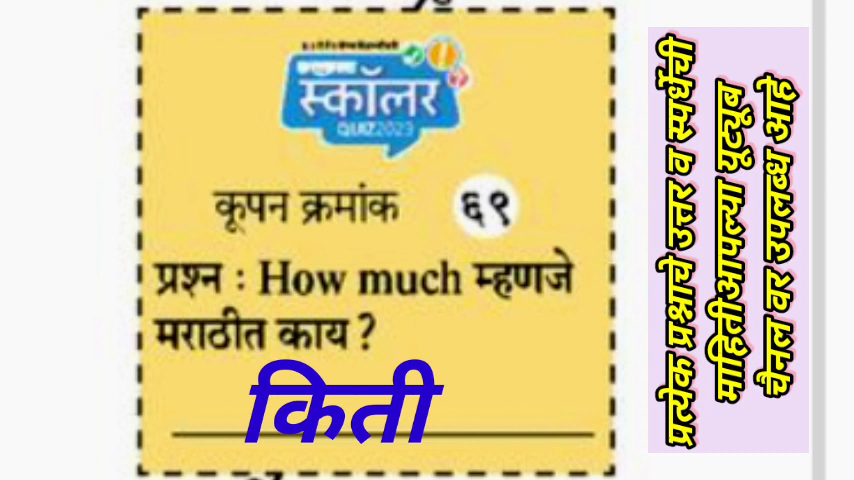 स्कॉलर
QUIZ2023
कूपन क्रमांक ६९
प्रश्न : How much म्हणजे
मराठीत काय ?
किती
प्रत्येक प्रश्नाचे उत्तर व स्पर्धेची
माहितीआपल्या यूट्यूब
चैनल वर उपलब्ध आहे